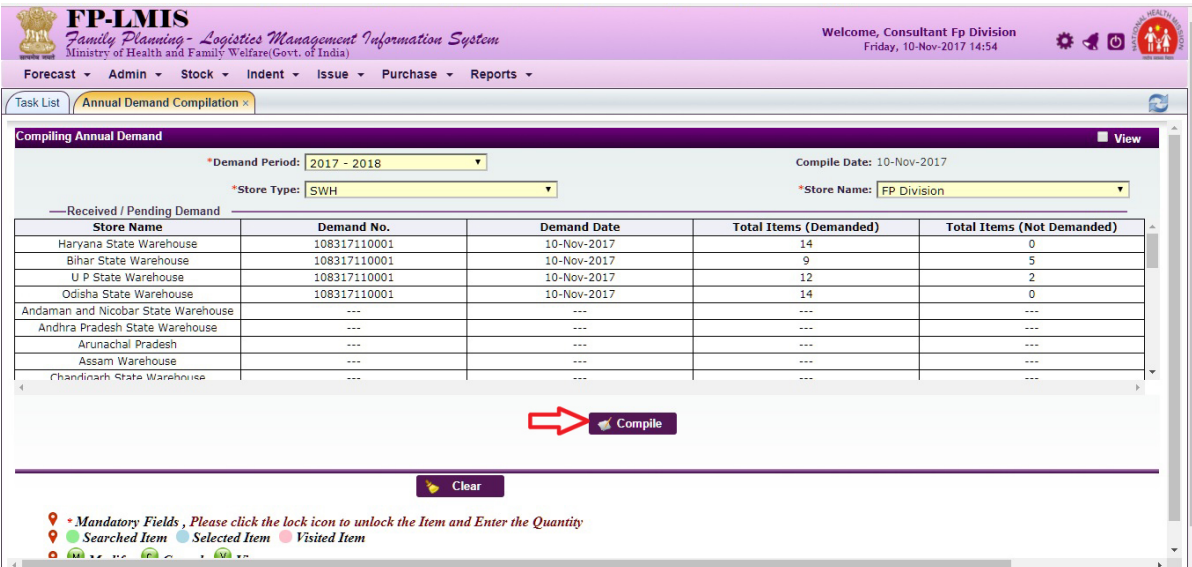 FP-LMIS
Family Planning - Logistics Management Information System
Ministry of Health and Family Welfare(Govt. of India)
Welcome, Consultant Fp Division
Friday, 10-Nov-2017 14:54
NATIONAL HEALTH MISSION
Forecast Admin Stock Indent Issue Purchase Reports
Task List Annual Demand Compilation ×
Compiling Annual Demand View
*Demand Period: 2017 - 2018 Compile Date: 10-Nov-2017
*Store Type: SWH *Store Name: FP Division
Received / Pending Demand
Store Name Demand No. Demand Date Total Items (Demanded) Total Items (Not Demanded)
Haryana State Warehouse 108317110001 10-Nov-2017 14 0
Bihar State Warehouse 108317110001 10-Nov-2017 9 5
U P State Warehouse 108317110001 10-Nov-2017 12 2
Odisha State Warehouse 108317110001 10-Nov-2017 14 0
Andaman and Nicobar State Warehouse --- --- --- ---
Andhra Pradesh State Warehouse --- --- --- ---
Arunachal Pradesh --- --- --- ---
Assam Warehouse --- --- --- ---
Chandigarh State Warehouse --- --- --- ---
Compile
Clear
* Mandatory Fields , Please click the lock icon to unlock the Item and Enter the Quantity
Searched Item Selected Item Visited Item